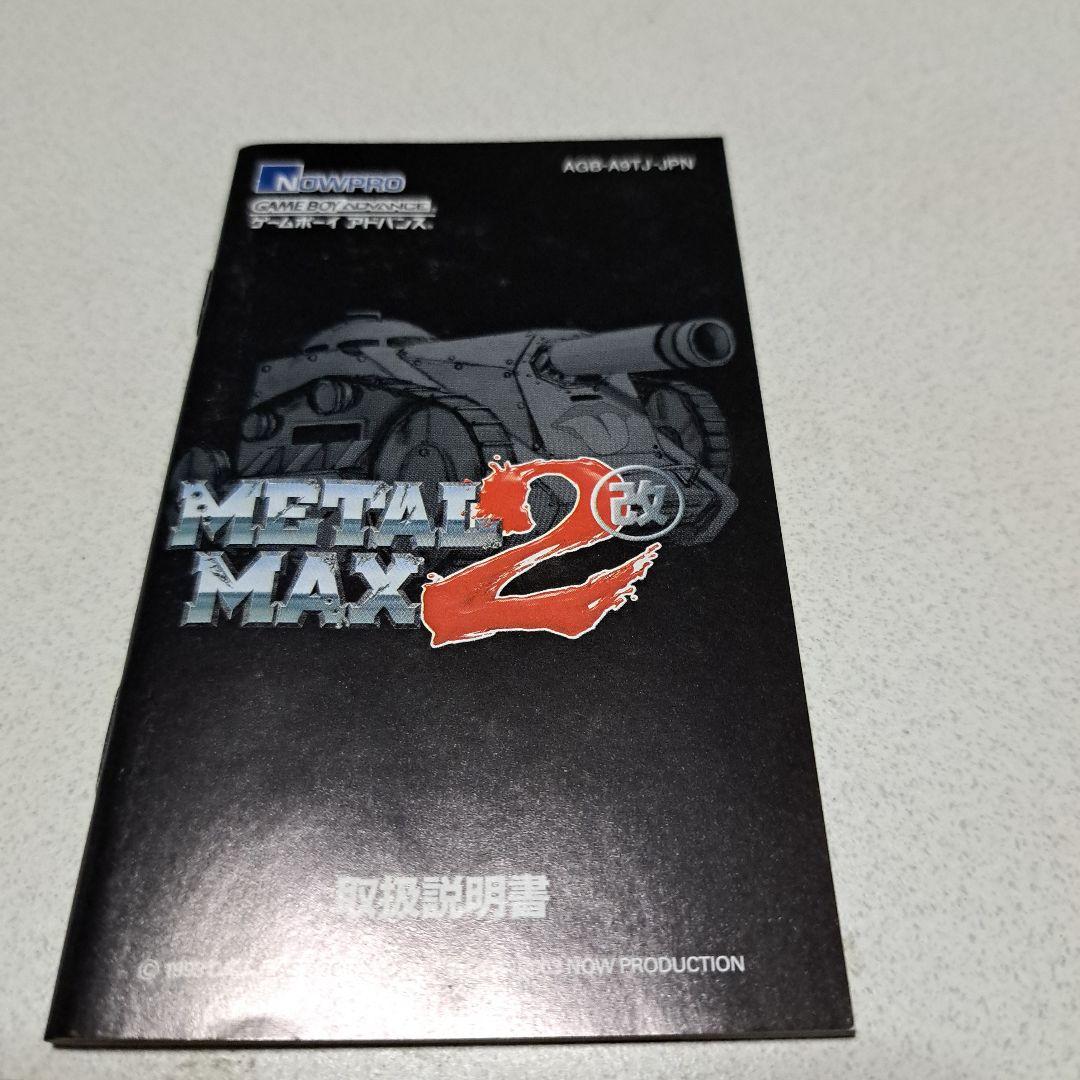 NOWPRO
AGB-A9TJ-JPN
GAME BOY ADVANCE
ゲームボーイ アドバンス
METAL
MAX 2 改
取扱説明書
© 1993 NOW PRODUCTION